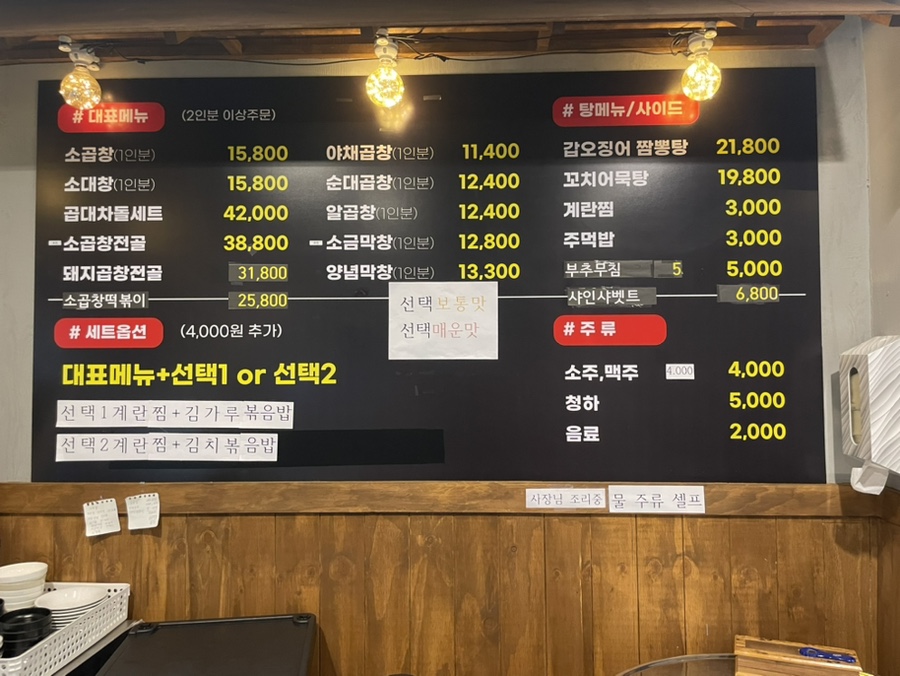 # 대표메뉴 (2인분 이상주문)
소곱창(1인분) 15,800
소대창(1인분) 15,800
곱대차돌세트 42,000
소곱창전골 38,800
돼지곱창전골 31,800
소곱창떡볶이 25,800
야채곱창(1인분) 11,400
순대곱창(1인분) 12,400
알곱창(1인분) 12,400
소금막창(1인분) 12,800
양념막창(1인분) 13,300
선택보통맛
선택매운맛
# 세트옵션 (4,000원 추가)
대표메뉴+선택1 or 선택2
선택1계란찜+김가루볶음밥
선택2계란찜+김치볶음밥
# 탕메뉴/사이드
갑오징어 짬뽕탕 21,800
꼬치어묵탕 19,800
계란찜 3,000
주먹밥 3,000
부추무침 5 5,000
샤인샤벳트 6,800
# 주 류
소주,맥주 4,000 4,000
청하 5,000
음료 2,000
사장님 조리중 물 주류 셀프